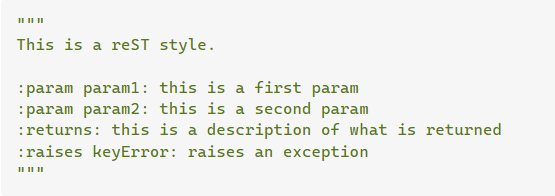 """
This is a reST style.
:param param1: this is a first param
:param param2: this is a second param
:returns: this is a description of what is returned
:raises keyError: raises an exception
"""